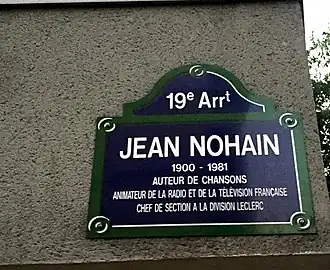 19e Arrt
JEAN NOHAIN
1900 - 1981
AUTEUR DE CHANSONS
ANIMATEUR DE LA RADIO ET DE LA TÉLÉVISION FRANÇAISE
CHEF DE SECTION A LA DIVISION LECLERC